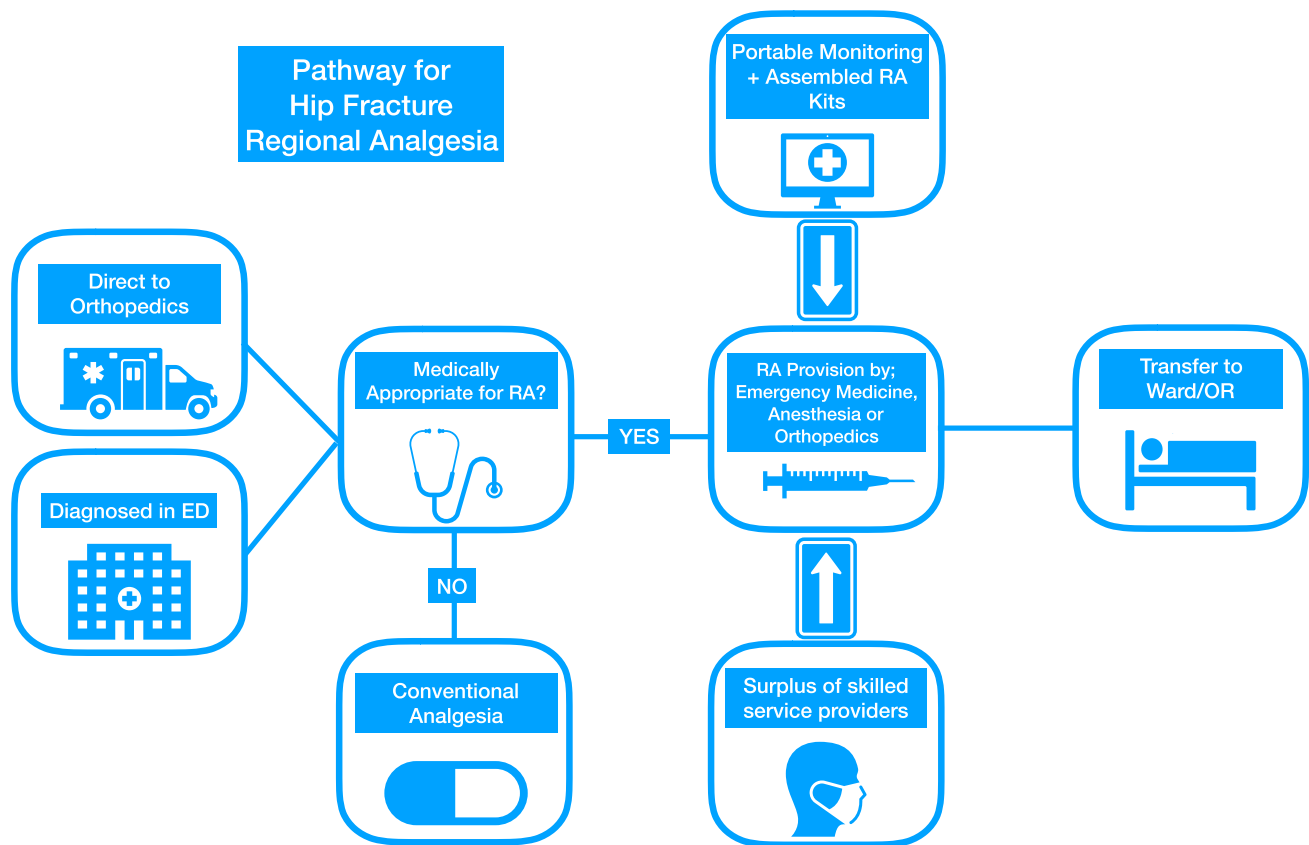 Pathway for
Hip Fracture
Regional Analgesia
Portable Monitoring
+ Assembled RA
Kits
Direct to
Orthopedics
Diagnosed in ED
Medically
Appropriate for RA?
YES
NO
RA Provision by;
Emergency Medicine,
Anesthesia or
Orthopedics
Transfer to
Ward/OR
Conventional
Analgesia
Surplus of skilled
service providers